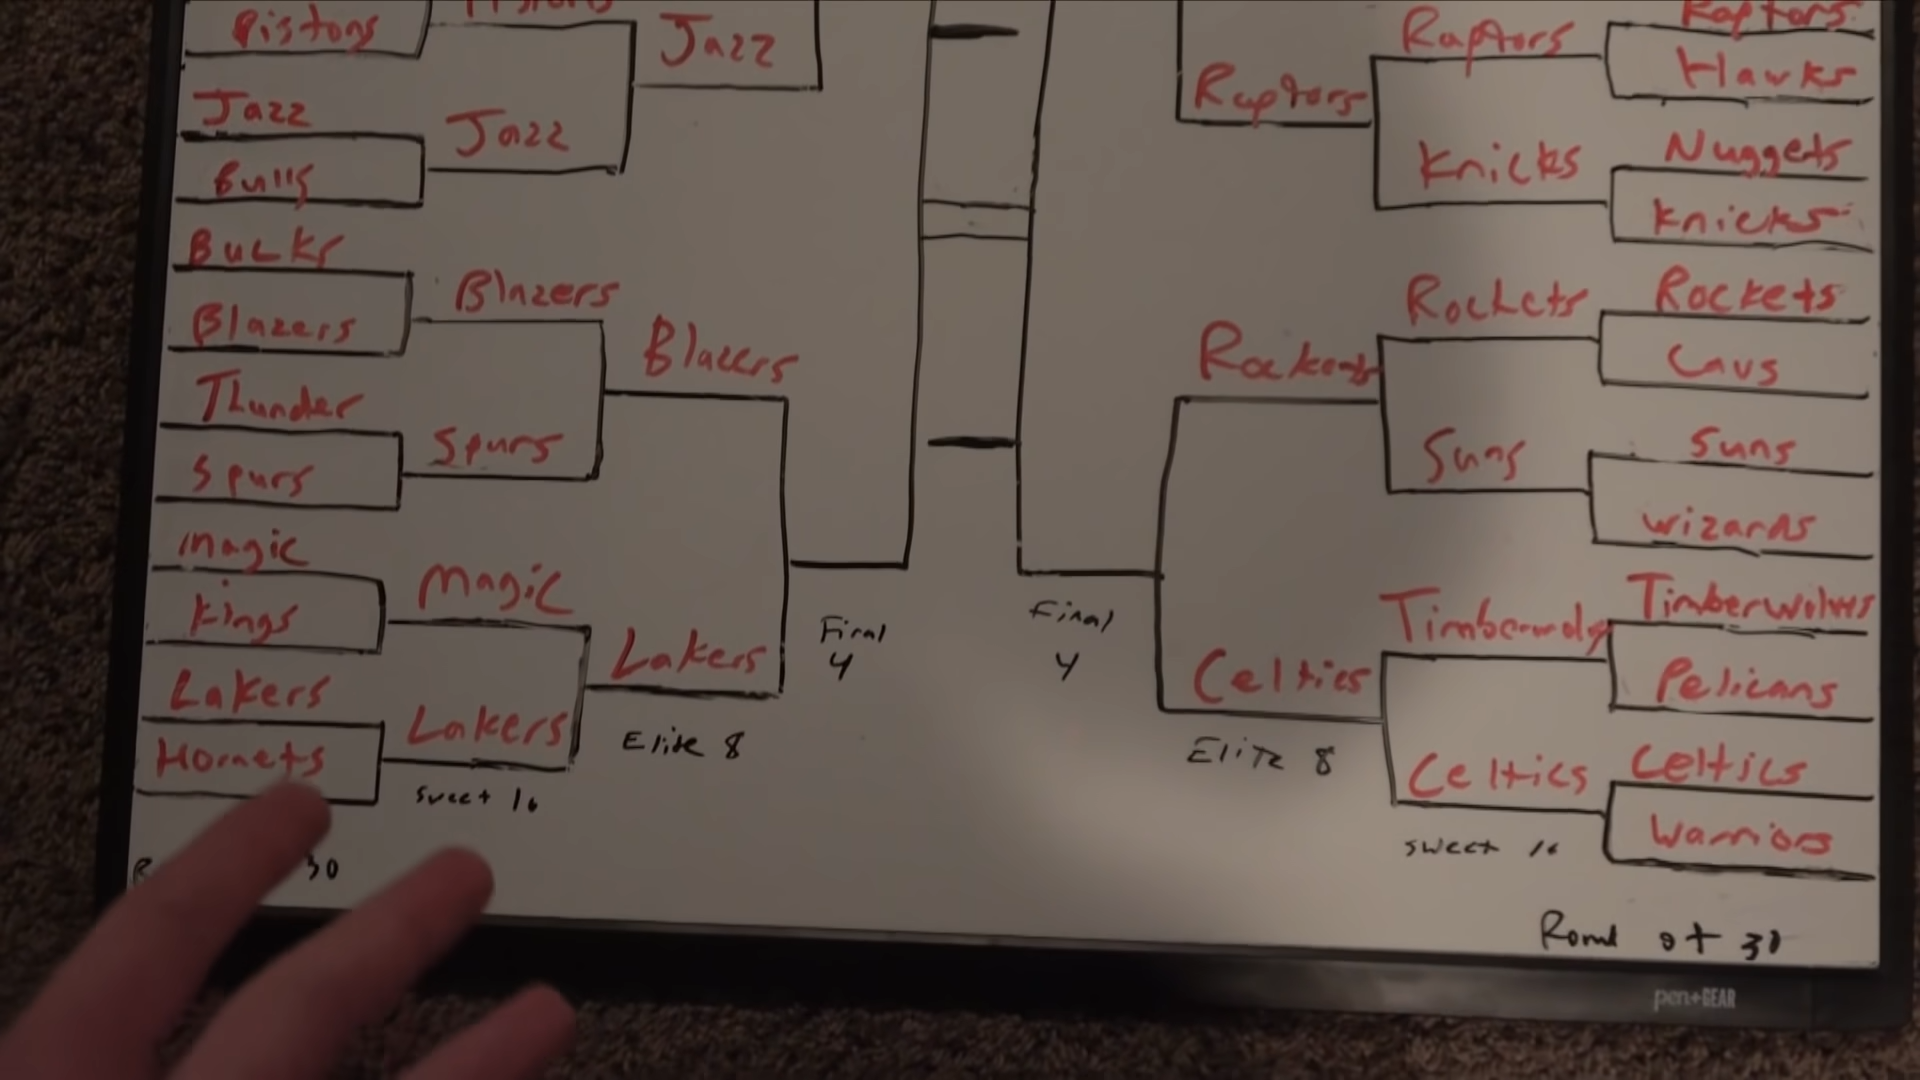 Pistons
Jazz
Jazz
Bulls
Jazz
Bucks
Blazers
Blazers
Blazers
Thunder
Spurs
Spurs
Magic
Kings
Magic
Lakers
Lakers
Hornets
Lakers
Elite 8
Sweet 16
30
Final
4
Final
4
Raptors
Raptors
Hawks
Raptors
Knicks
Nuggets
Knicks
Rockets
Rockets
Cavs
Rockets
Suns
Suns
Wizards
Timberwolves
Pelicans
Celtics
Elite 8
Celtics
Celtics
Warriors
Sweet 16
Round of 30
pen+GEAR